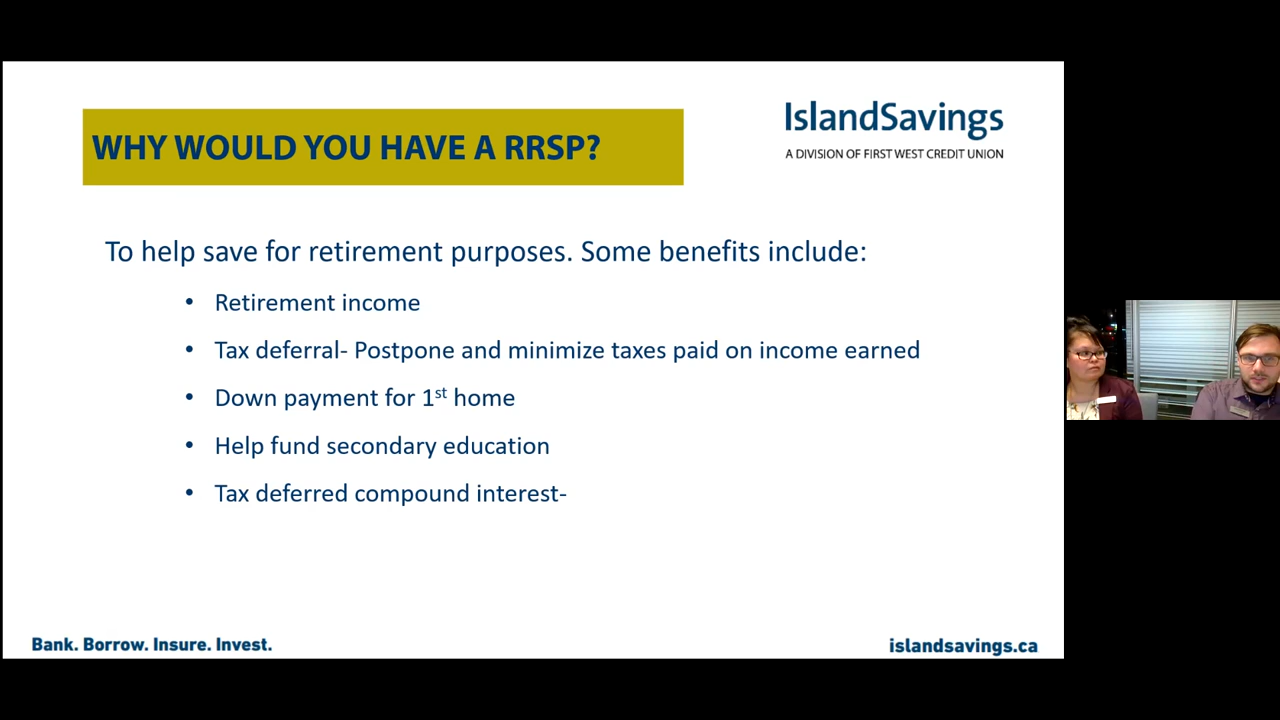 IslandSavings
A DIVISION OF FIRST WEST CREDIT UNION
WHY WOULD YOU HAVE A RRSP?
To help save for retirement purposes. Some benefits include:
• Retirement income
• Tax deferral- Postpone and minimize taxes paid on income earned
• Down payment for 1st home
• Help fund secondary education
• Tax deferred compound interest-
Bank. Borrow. Insure. Invest.
islandsavings.ca